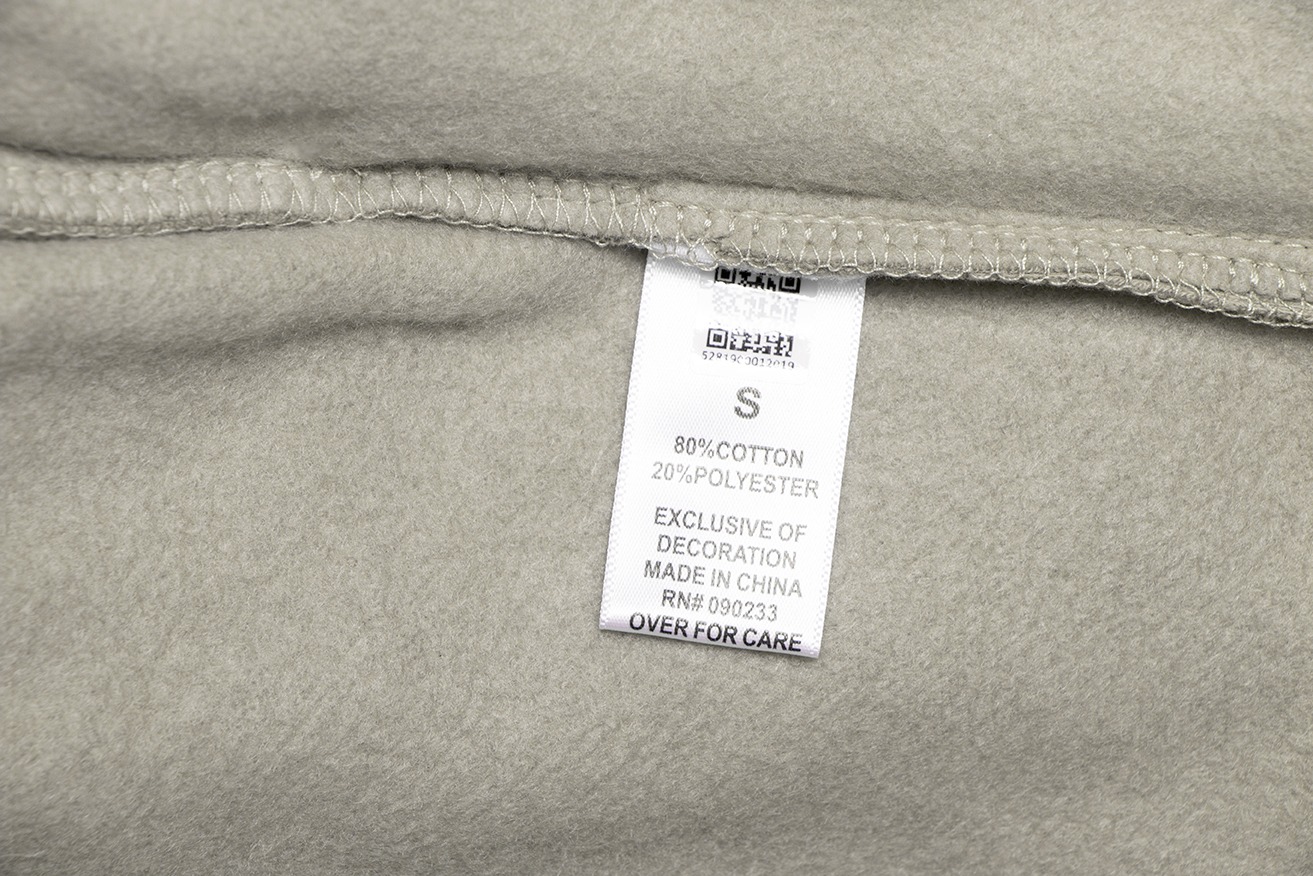 5281900012019
S
80%COTTON
20%POLYESTER
EXCLUSIVE OF
DECORATION
MADE IN CHINA
RN# 090233
OVER FOR CARE